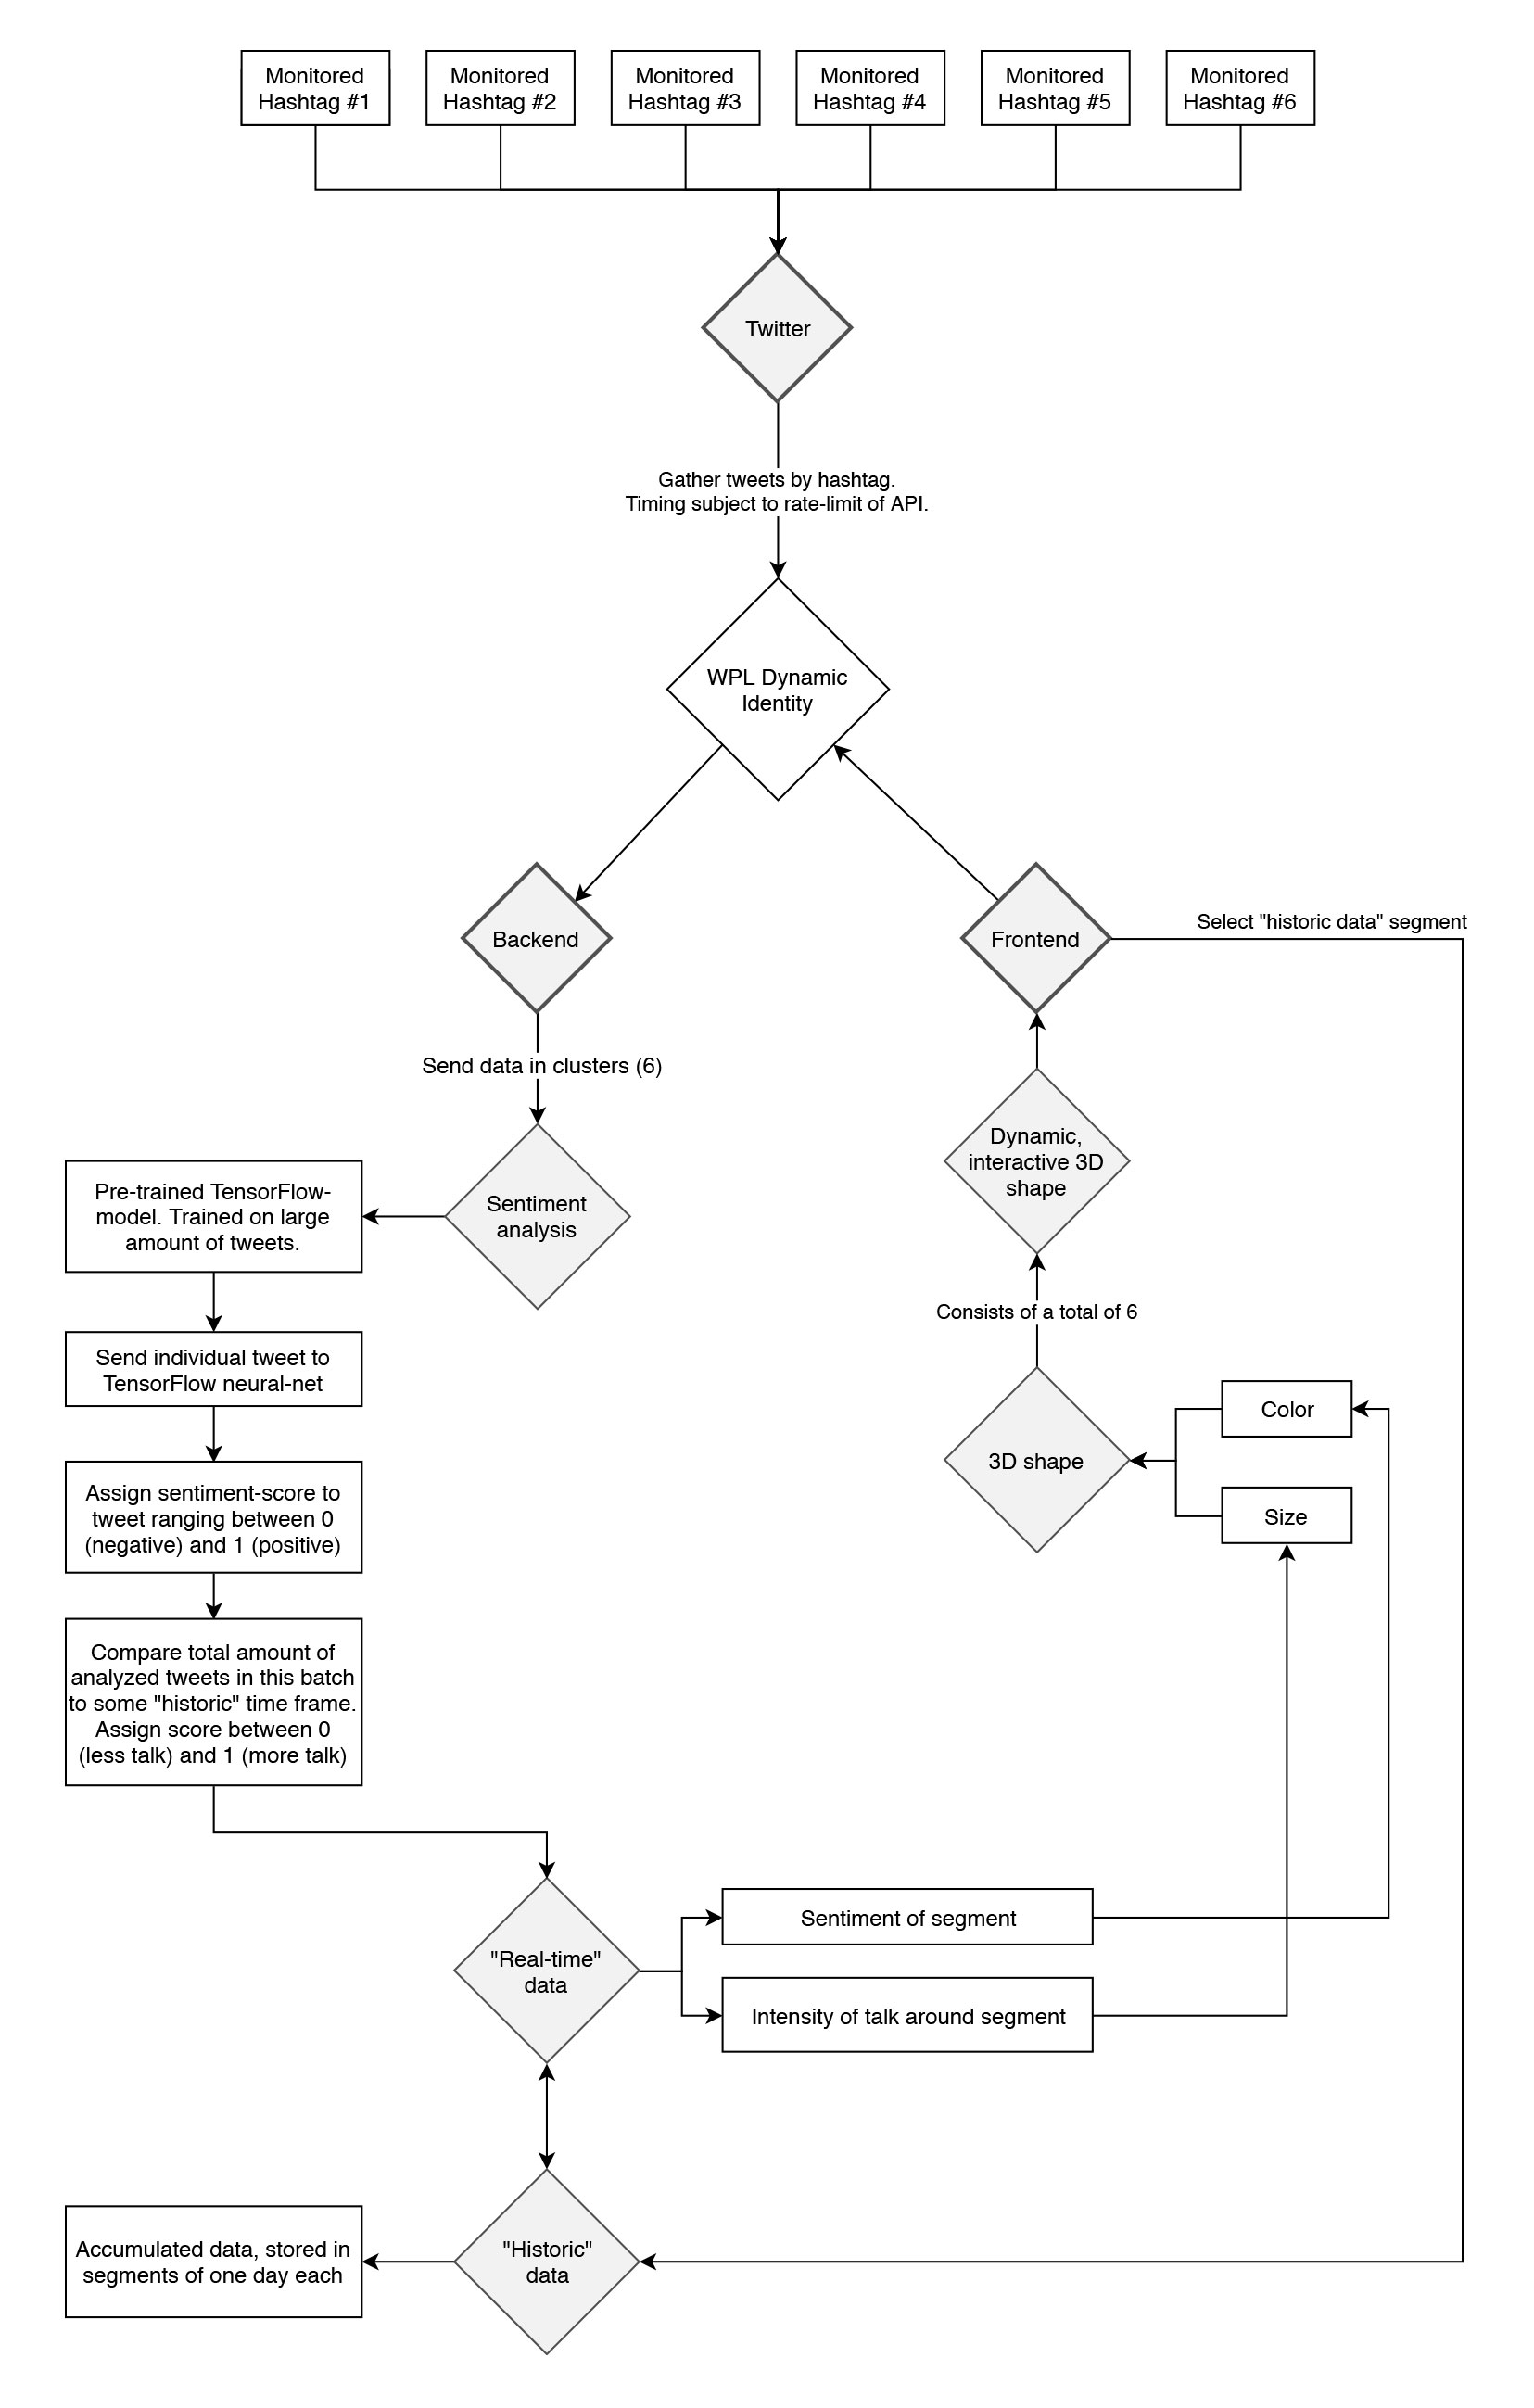 Monitored
Hashtag #1
Monitored
Hashtag #2
Monitored
Hashtag #3
Monitored
Hashtag #4
Monitored
Hashtag #5
Monitored
Hashtag #6
Twitter
Gather tweets by hashtag.
Timing subject to rate-limit of API.
WPL Dynamic
Identity
Backend
Frontend
Select "historic data" segment
Send data in clusters (6)
Dynamic,
interactive 3D
shape
Sentiment
analysis
Pre-trained TensorFlow-
model. Trained on large
amount of tweets.
Consists of a total of 6
Send individual tweet to
TensorFlow neural-net
Color
3D shape
Size
Assign sentiment-score to
tweet ranging between 0
(negative) and 1 (positive)
Compare total amount of
analyzed tweets in this batch
to some "historic" time frame.
Assign score between 0
(less talk) and 1 (more talk)
"Real-time"
data
Sentiment of segment
Intensity of talk around segment
"Historic"
data
Accumulated data, stored in
segments of one day each